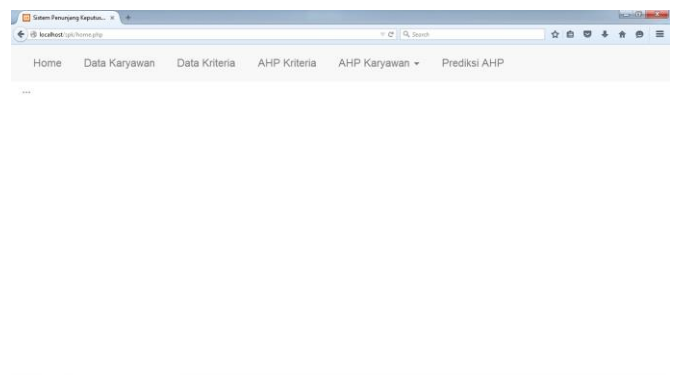 Sistem Penunjang Keputus... ×
localhost/spk/home.php
Search
Home Data Karyawan Data Kriteria AHP Kriteria AHP Karyawan Prediksi AHP
...